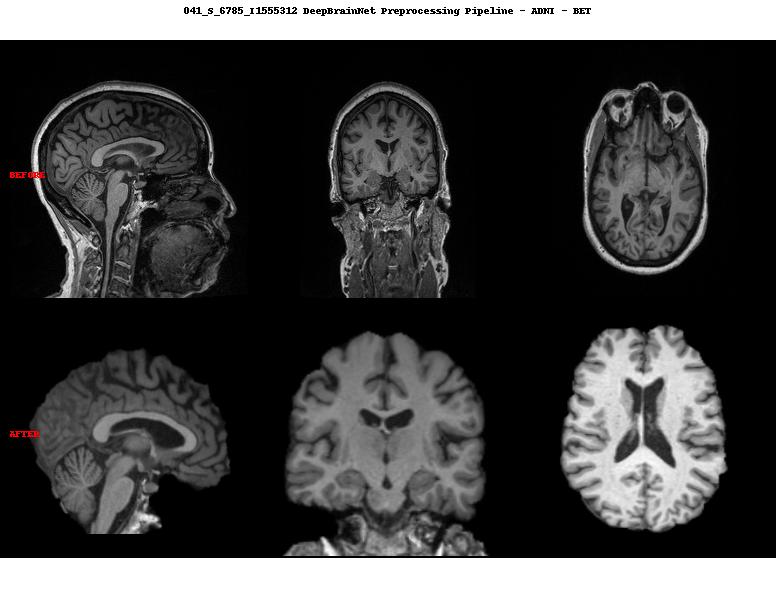 041_S_6785_I1555312 DeepBrainNet Preprocessing Pipeline - ADNI - BET
BEFORE
AFTER